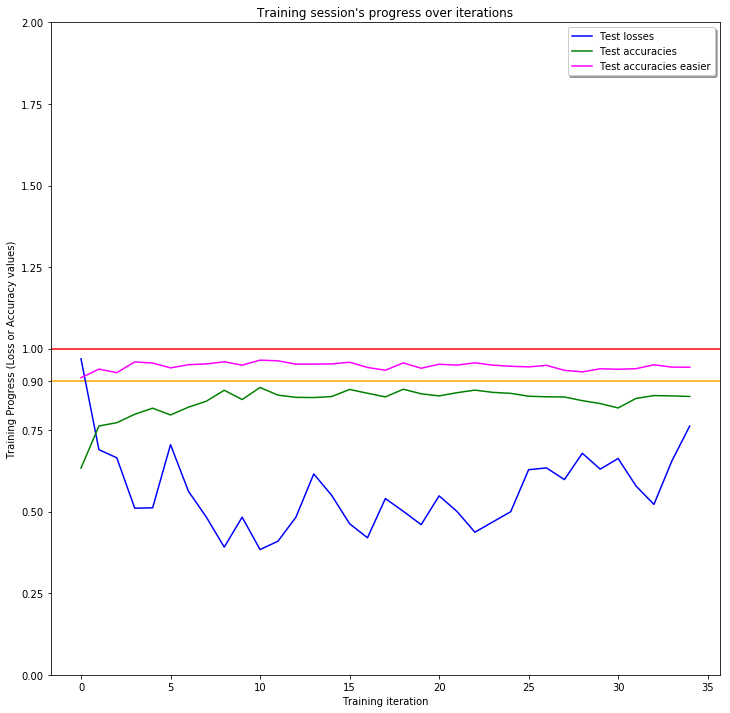 Training session's progress over iterations
Test losses
Test accuracies
Test accuracies easier
Training Progress (Loss or Accuracy values)
2.00
1.75
1.50
1.25
1.00
0.90
0.75
0.50
0.25
0.00
0 5 10 15 20 25 30 35
Training iteration